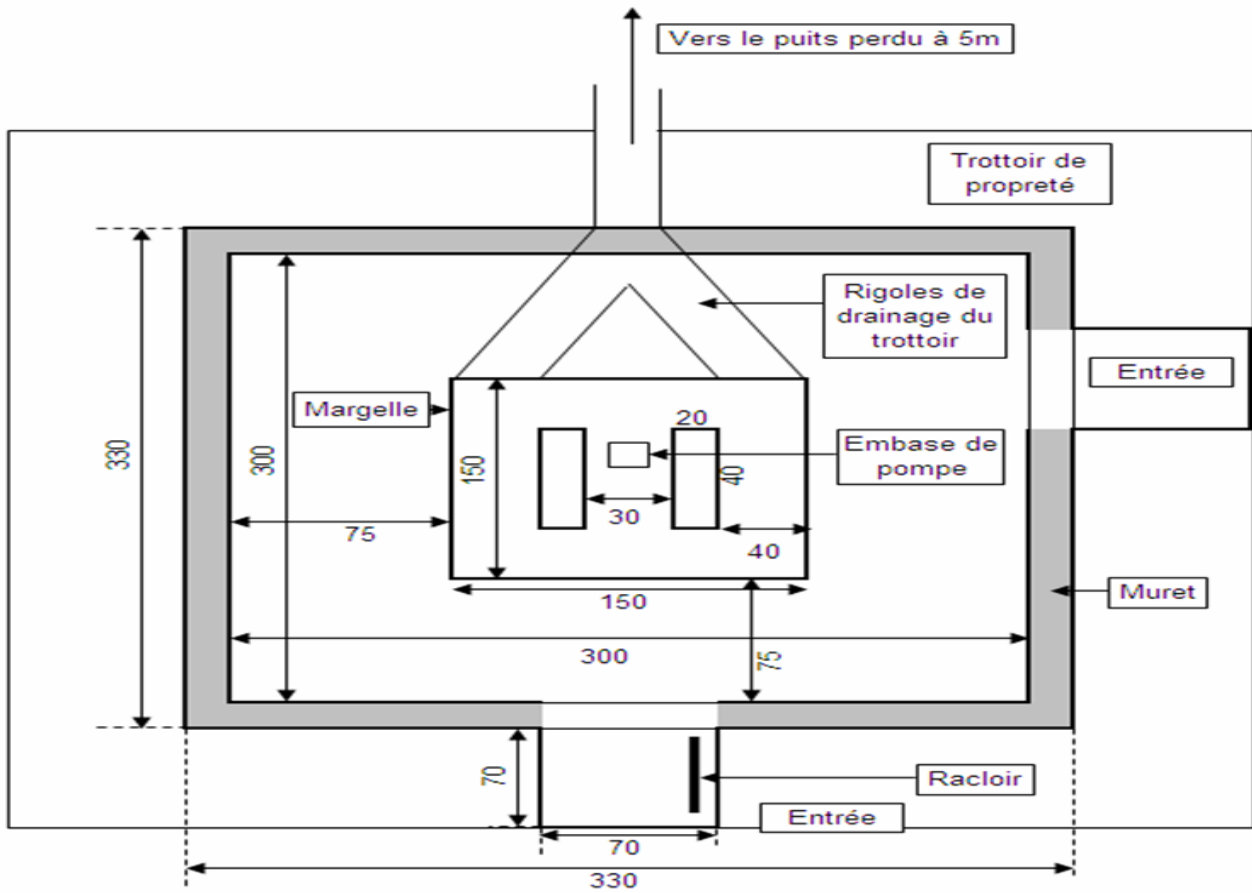 Vers le puits perdu à 5m
Trottoir de
propreté
Rigoles de
drainage du
trottoir
Entrée
Margelle
20
Embase de
pompe
330
300
150
40
30
75
40
150
Muret
300
75
70
Racloir
Entrée
70
330